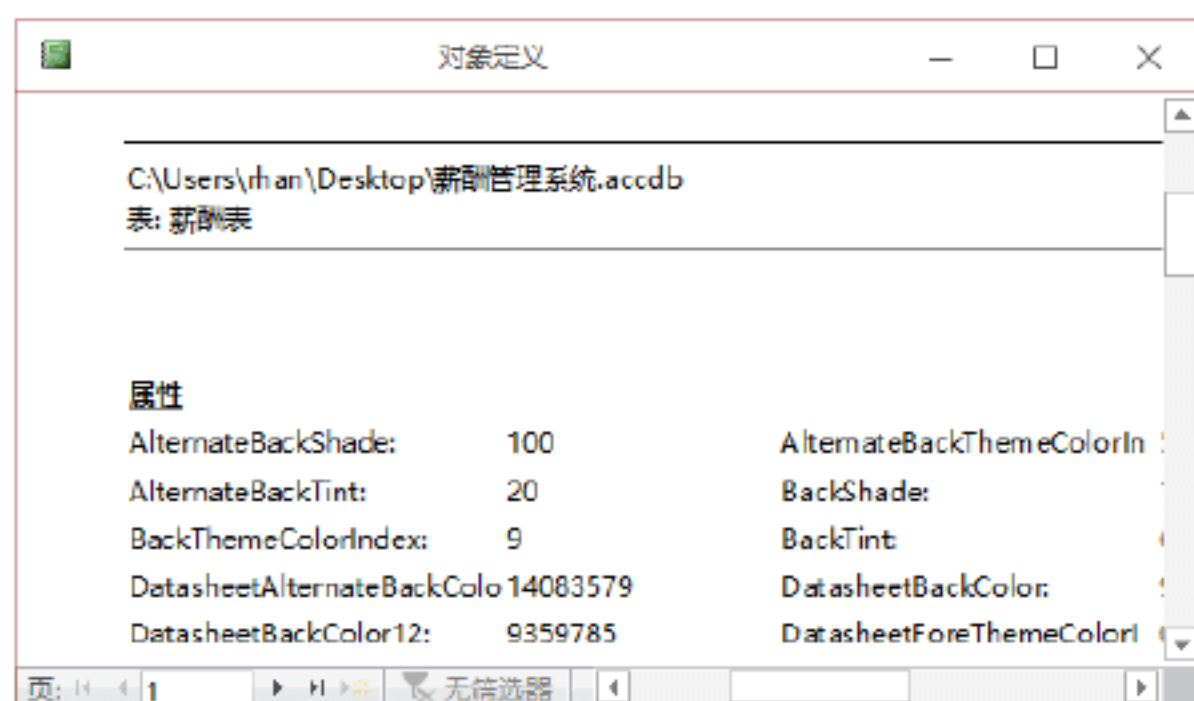 对象定义
C:\Users\rhan\Desktop\薪酬管理系统.accdb
表: 薪酬表
属性
AlternateBackShade: 100 AlternateBackThemeColorIn
AlternateBackTint: 20 BackShade:
BackThemeColorIndex: 9 BackTint:
DatasheetAlternateBackColo 14083579 DatasheetBackColor:
DatasheetBackColor12: 9359785 DatasheetForeThemeColorI
页: 1 无筛选器